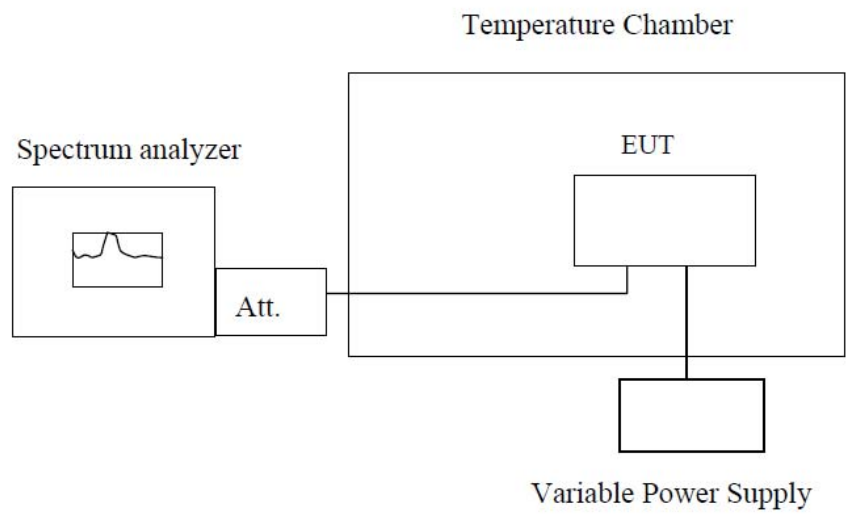 Temperature Chamber
Spectrum analyzer
EUT
Att.
Variable Power Supply